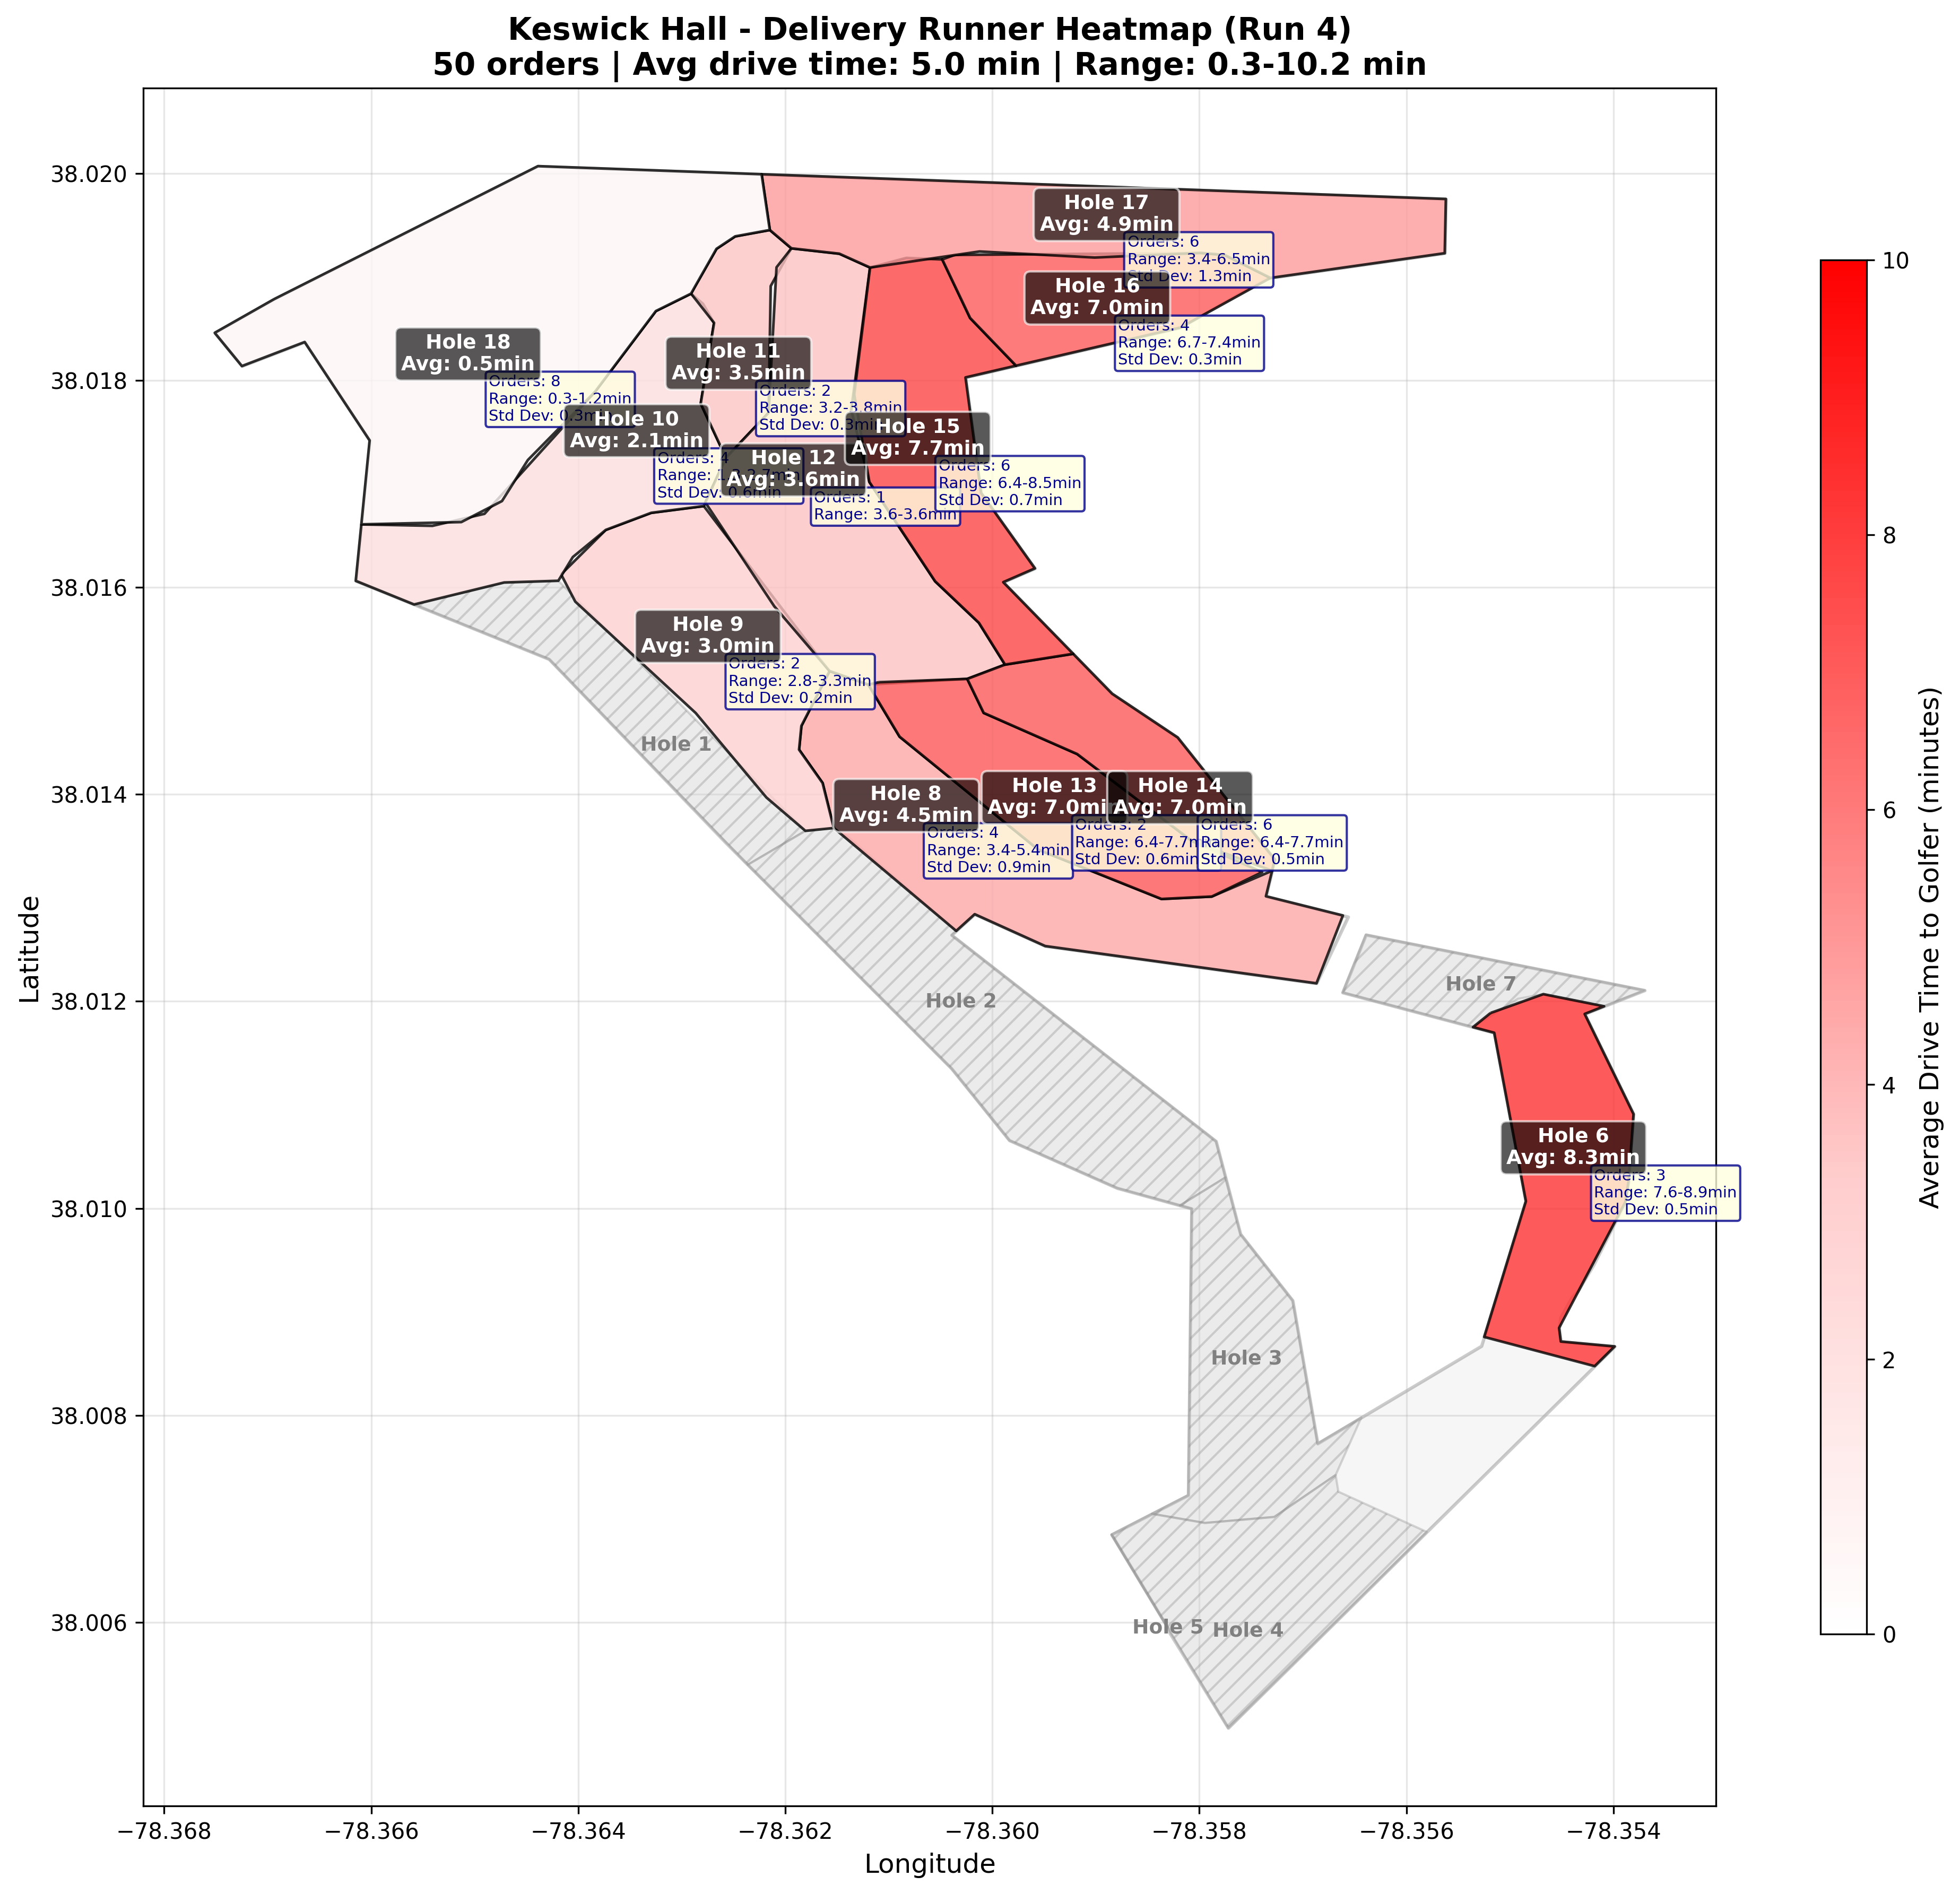 Keswick Hall - Delivery Runner Heatmap (Run 4)
50 orders | Avg drive time: 5.0 min | Range: 0.3-10.2 min
Latitude
38.020
38.018
38.016
38.014
38.012
38.010
38.008
38.006
Hole 17
Avg: 4.9min
Orders: 6
Range: 3.4-6.5min
Std Dev: 1.3min
Hole 16
Avg: 7.0min
Orders: 4
Range: 6.7-7.4min
Std Dev: 0.3min
Hole 18
Avg: 0.5min
Orders: 8
Range: 0.3-1.2min
Std Dev: 0.3min
Hole 11
Avg: 3.5min
Orders: 2
Range: 3.2-3.8min
Std Dev: 0.3min
Hole 10
Avg: 2.1min
Orders: 4
Range:
Std Dev: 0.6min
Hole 15
Avg: 7.7min
Orders: 6
Range: 6.4-8.5min
Std Dev: 0.7min
Hole 12
Avg: 3.6min
Orders: 1
Range: 3.6-3.6min
Hole 9
Avg: 3.0min
Orders: 2
Range: 2.8-3.3min
Std Dev: 0.2min
Hole 1
Hole 8
Avg: 4.5min
Orders: 4
Range: 3.4-5.4min
Std Dev: 0.9min
Hole 13
Avg: 7.0min
Orders: 2
Range: 6.4-7.7m
Std Dev: 0.6min
Hole 14
Avg: 7.0min
Orders: 6
Range: 6.4-7.7min
Std Dev: 0.5min
Hole 2
Hole 7
Hole 6
Avg: 8.3min
Orders: 3
Range: 7.6-8.9min
Std Dev: 0.5min
Hole 3
Hole 5
Hole 4
−78.368
−78.366
−78.364
−78.362
−78.360
−78.358
−78.356
−78.354
Longitude
10
8
6
4
2
0
Average Drive Time to Golfer (minutes)